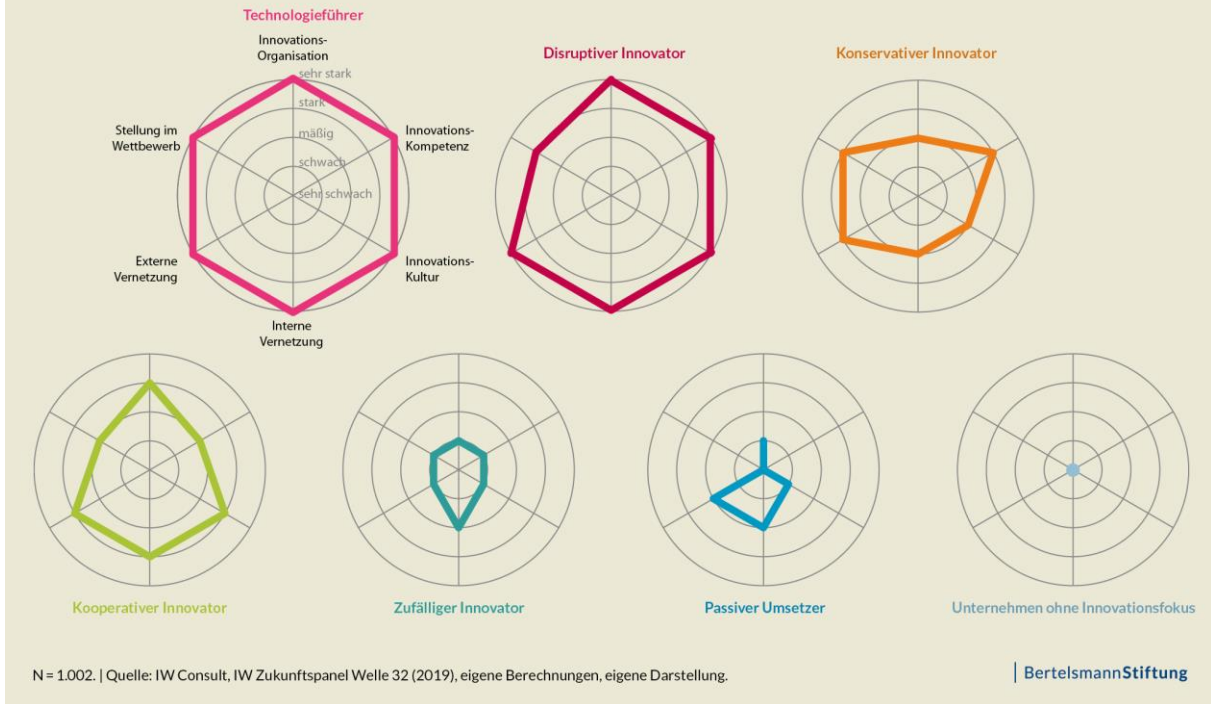 Technologieführer
Innovations-
Organisation
sehr stark
stark
mäßig
schwach
sehr schwach
Stellung im
Wettbewerb
Innovations-
Kompetenz
Externe
Vernetzung
Innovations-
Kultur
Interne
Vernetzung
Disruptiver Innovator
Konservativer Innovator
Kooperativer Innovator
Zufälliger Innovator
Passiver Umsetzer
Unternehmen ohne Innovationsfokus
N = 1.002. | Quelle: IW Consult, IW Zukunftspanel Welle 32 (2019), eigene Berechnungen, eigene Darstellung.
BertelsmannStiftung